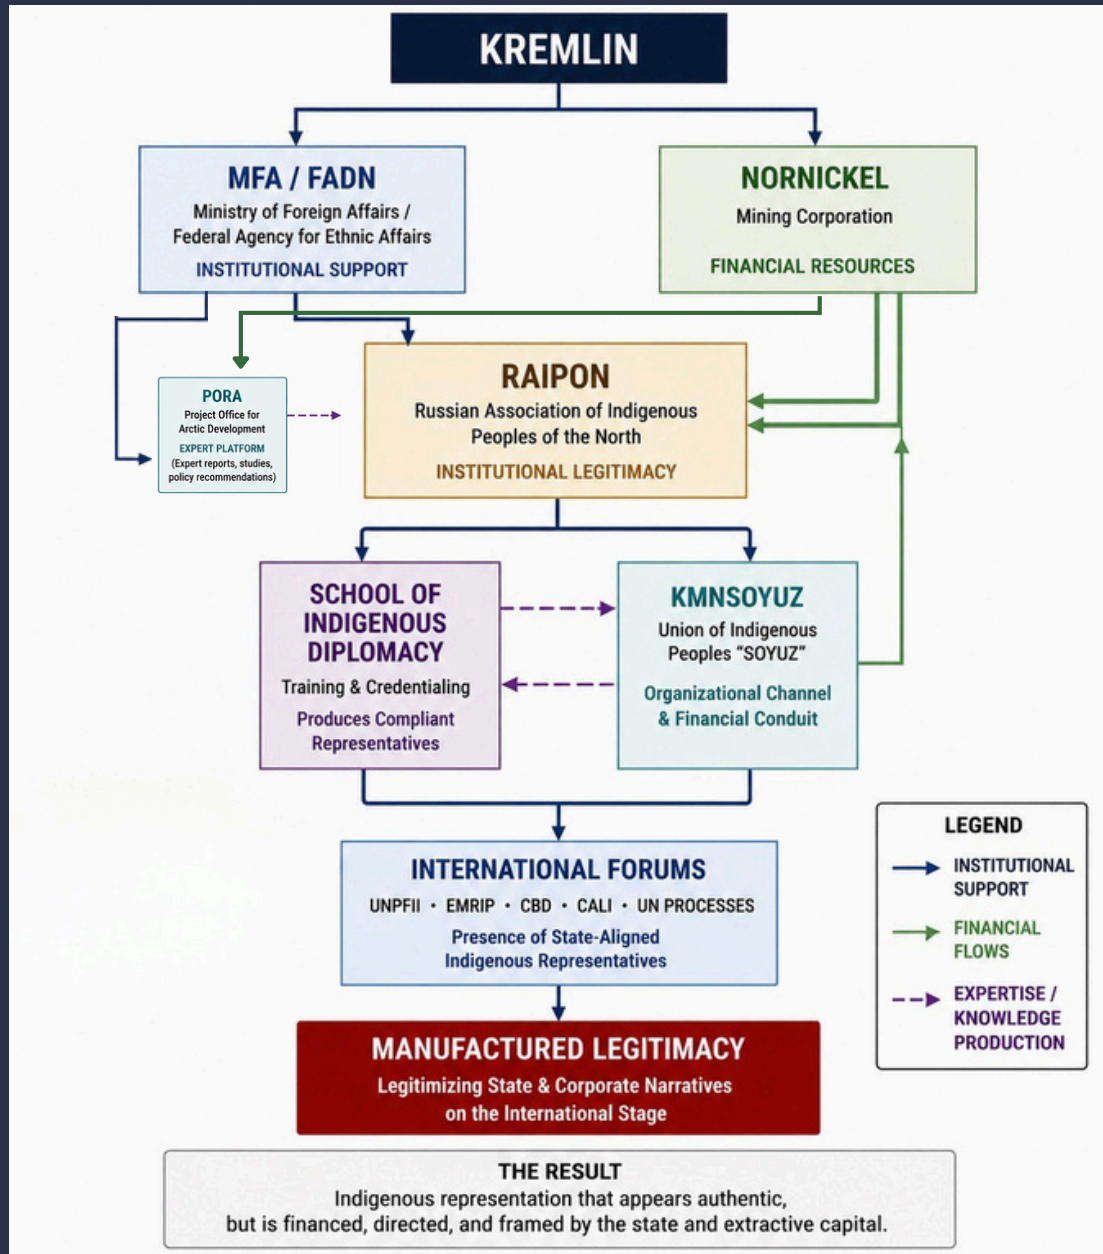 KREMLIN
MFA / FADN
Ministry of Foreign Affairs /
Federal Agency for Ethnic Affairs
INSTITUTIONAL SUPPORT
NORNICKEL
Mining Corporation
FINANCIAL RESOURCES
PORA
Project Office for
Arctic Development
EXPERT PLATFORM
(Expert reports, studies,
policy recommendations)
RAIPON
Russian Association of Indigenous
Peoples of the North
INSTITUTIONAL LEGITIMACY
SCHOOL OF
INDIGENOUS
DIPLOMACY
Training & Credentialing
Produces Compliant
Representatives
KMNSOYUZ
Union of Indigenous
Peoples “SOYUZ”
Organizational Channel
& Financial Conduit
INTERNATIONAL FORUMS
UNPFII • EMRIP • CBD • CALI • UN PROCESSES
Presence of State-Aligned
Indigenous Representatives
LEGEND
INSTITUTIONAL
SUPPORT
FINANCIAL
FLOWS
EXPERTISE /
KNOWLEDGE
PRODUCTION
MANUFACTURED LEGITIMACY
Legitimizing State & Corporate Narratives
on the International Stage
THE RESULT
Indigenous representation that appears authentic,
but is financed, directed, and framed by the state and extractive capital.